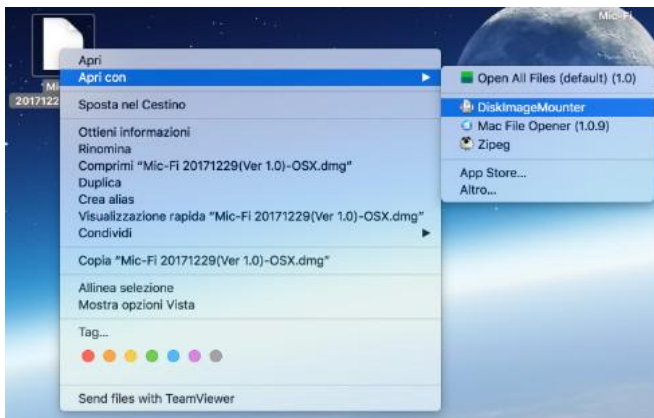 Mic-Fi
Mi
2017122
Apri
Apri con
Sposta nel Cestino
Ottieni informazioni
Rinomina
Comprimi “Mic-Fi 20171229(Ver 1.0)-OSX.dmg”
Duplica
Crea alias
Visualizzazione rapida “Mic-Fi 20171229(Ver 1.0)-OSX.dmg”
Condividi
Copia “Mic-Fi 20171229(Ver 1.0)-OSX.dmg”
Allinea selezione
Mostra opzioni Vista
Tag...
Send files with TeamViewer
Open All Files (default) (1.0)
DiskImageMounter
Mac File Opener (1.0.9)
Zipeg
App Store...
Altro...